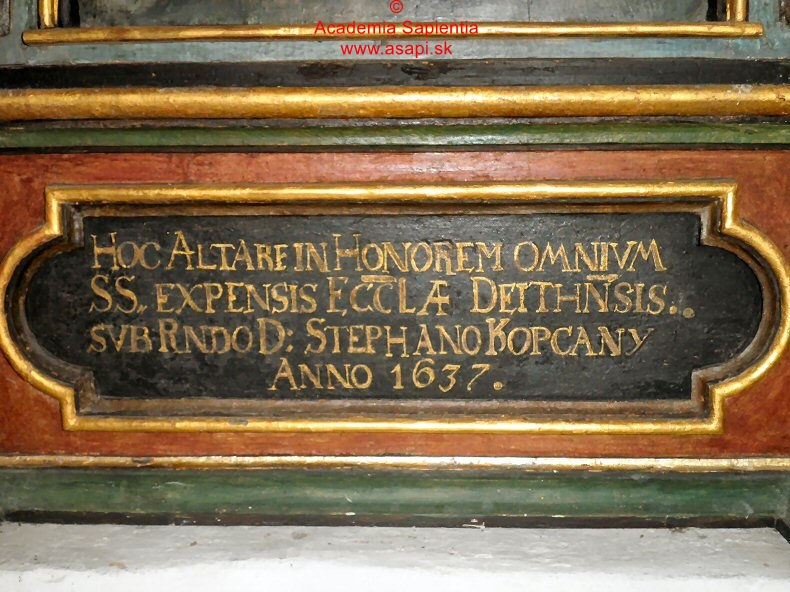 ©
Academia Sapientia
www.asapi.sk
HOC ALTARE IN HONOREM OMNIVM
SS. EXPENSIS ECCLÆ DEITHNSIS..
SVB RNDO D: STEPHANO KOPCANY
ANNO 1637.